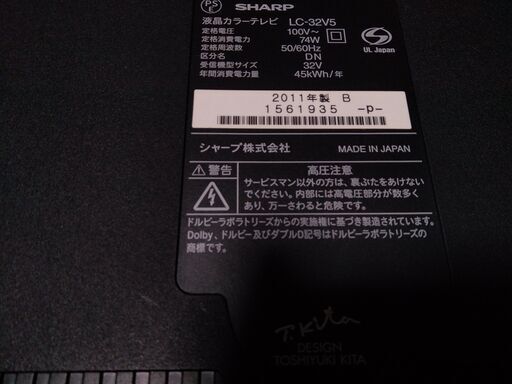 PS
SHARP
液晶カラーテレビ LC-32V5
定格電圧 100V～
定格消費電力 74W
定格周波数 50/60Hz
区分名 DN
受信機型サイズ 32V
年間消費電力量 45kWh/年
UL Japan
2011年製 B
1561935 -p-
シャープ株式会社 MADE IN JAPAN
警告 高圧注意
サービスマン以外の方は、裏ぶたをあけない
でください。内部には高電圧部分が数多く
あり、万一さわると危険です。
ドルビーラボラトリーズからの実施権に基づき製造されています。
Dolby、ドルビー及びダブルD記号はドルビーラボラトリーズの
商標です。
T.Kita
DESIGN
TOSHIYUKI KITA